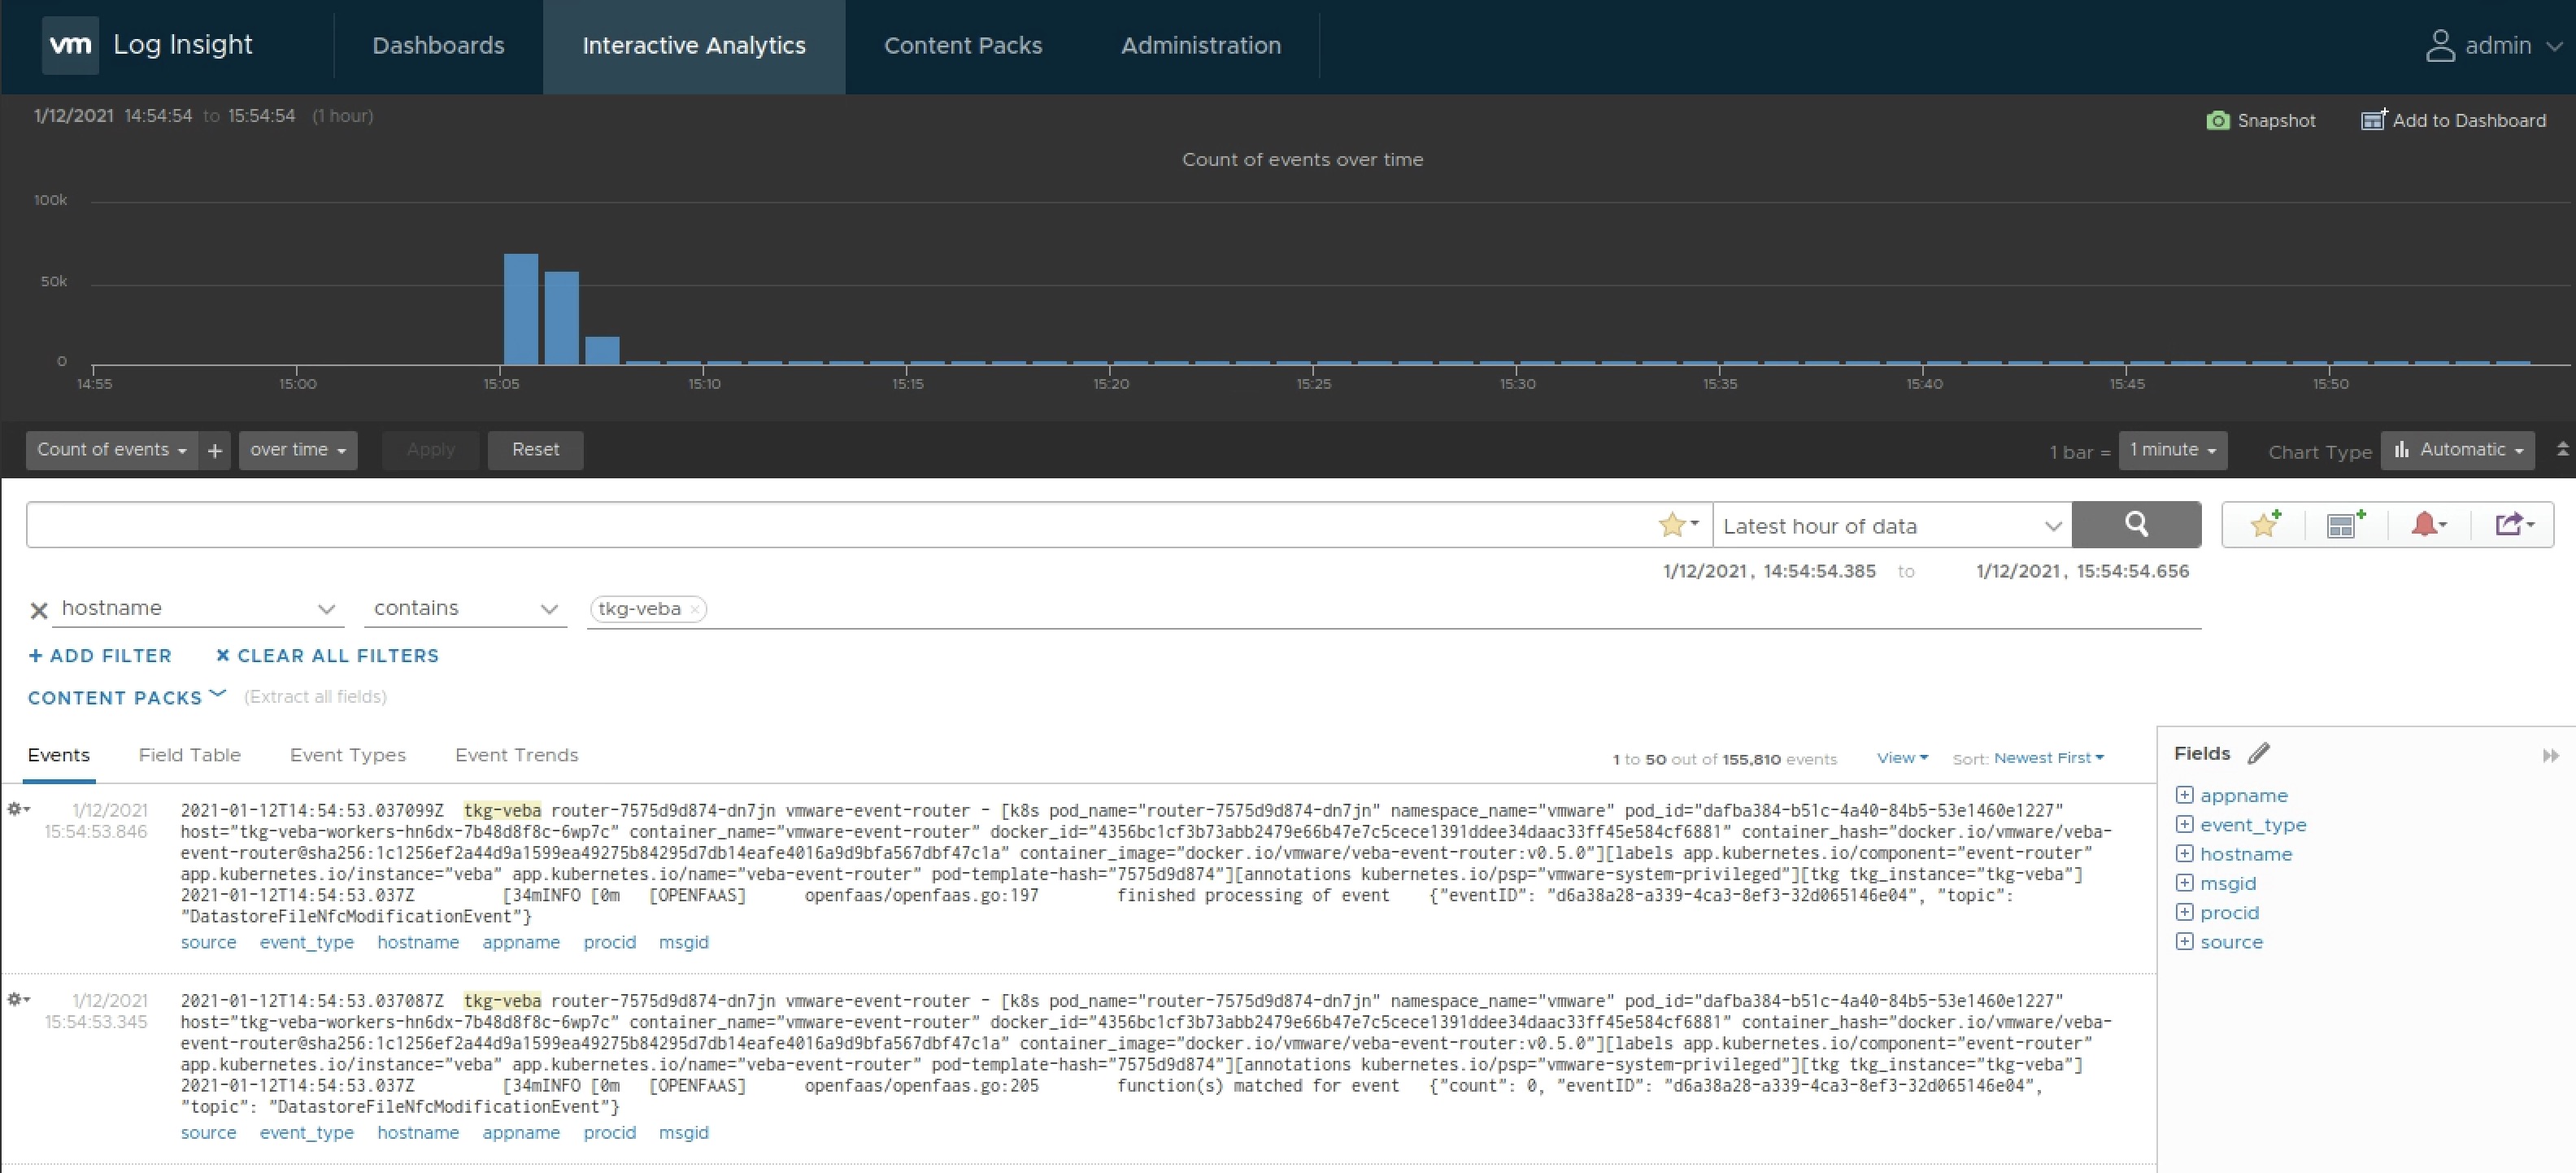 vm Log Insight Dashboards Interactive Analytics Content Packs Administration admin
1/12/2021 14:54:54 to 15:54:54 (1 hour)
Snapshot Add to Dashboard
Count of events over time
100k
50k
0
14:55 15:00 15:05 15:10 15:15 15:20 15:25 15:30 15:35 15:40 15:45 15:50
Count of events + over time Apply Reset 1 bar = 1 minute Chart Type Automatic
Latest hour of data
1/12/2021, 14:54:54.385 to 1/12/2021, 15:54:54.656
hostname contains tkg-veba ×
+ ADD FILTER × CLEAR ALL FILTERS
CONTENT PACKS (Extract all fields)
Events Field Table Event Types Event Trends 1 to 50 out of 155,810 events View Sort: Newest First
1/12/2021
15:54:53.846
2021-01-12T14:54:53.037099Z tkg-veba router-7575d9d874-dn7jn vmware-event-router - [k8s pod_name="router-7575d9d874-dn7jn" namespace_name="vmware" pod_id="dafba384-b51c-4a40-84b5-53e1460e1227"
host="tkg-veba-workers-hn6dx-7b48d8f8c-6wp7c" container_name="vmware-event-router" docker_id="4356bc1cf3b73abb2479e66b47e7c5cece1391ddee34daac33ff45e584cf6881" container_hash="docker.io/vmware/veba-
event-router@sha256:1c1256ef2a44d9a1599ea49275b84295d7db14eafe4016a9d9bfa567dbf47c1a" container_image="docker.io/vmware/veba-event-router:v0.5.0"][labels app.kubernetes.io/component="event-router"
app.kubernetes.io/instance="veba" app.kubernetes.io/name="veba-event-router" pod-template-hash="7575d9d874"][annotations kubernetes.io/psp="vmware-system-privileged"][tkg tkg_instance="tkg-veba"]
2021-01-12T14:54:53.037Z [34mINFO [0m [OPENFAAS] openfaas/openfaas.go:197 finished processing of event {"eventID": "d6a38a28-a339-4ca3-8ef3-32d065146e04", "topic":
"DatastoreFileNfcModificationEvent"}
source event_type hostname appname procid msgid
1/12/2021
15:54:53.345
2021-01-12T14:54:53.037087Z tkg-veba router-7575d9d874-dn7jn vmware-event-router - [k8s pod_name="router-7575d9d874-dn7jn" namespace_name="vmware" pod_id="dafba384-b51c-4a40-84b5-53e1460e1227"
host="tkg-veba-workers-hn6dx-7b48d8f8c-6wp7c" container_name="vmware-event-router" docker_id="4356bc1cf3b73abb2479e66b47e7c5cece1391ddee34daac33ff45e584cf6881" container_hash="docker.io/vmware/veba-
event-router@sha256:1c1256ef2a44d9a1599ea49275b84295d7db14eafe4016a9d9bfa567dbf47c1a" container_image="docker.io/vmware/veba-event-router:v0.5.0"][labels app.kubernetes.io/component="event-router"
app.kubernetes.io/instance="veba" app.kubernetes.io/name="veba-event-router" pod-template-hash="7575d9d874"][annotations kubernetes.io/psp="vmware-system-privileged"][tkg tkg_instance="tkg-veba"]
2021-01-12T14:54:53.037Z [34mINFO [0m [OPENFAAS] openfaas/openfaas.go:205 function(s) matched for event {"count": 0, "eventID": "d6a38a28-a339-4ca3-8ef3-32d065146e04",
"topic": "DatastoreFileNfcModificationEvent"}
source event_type hostname appname procid msgid
Fields
appname
event_type
hostname
msgid
procid
source